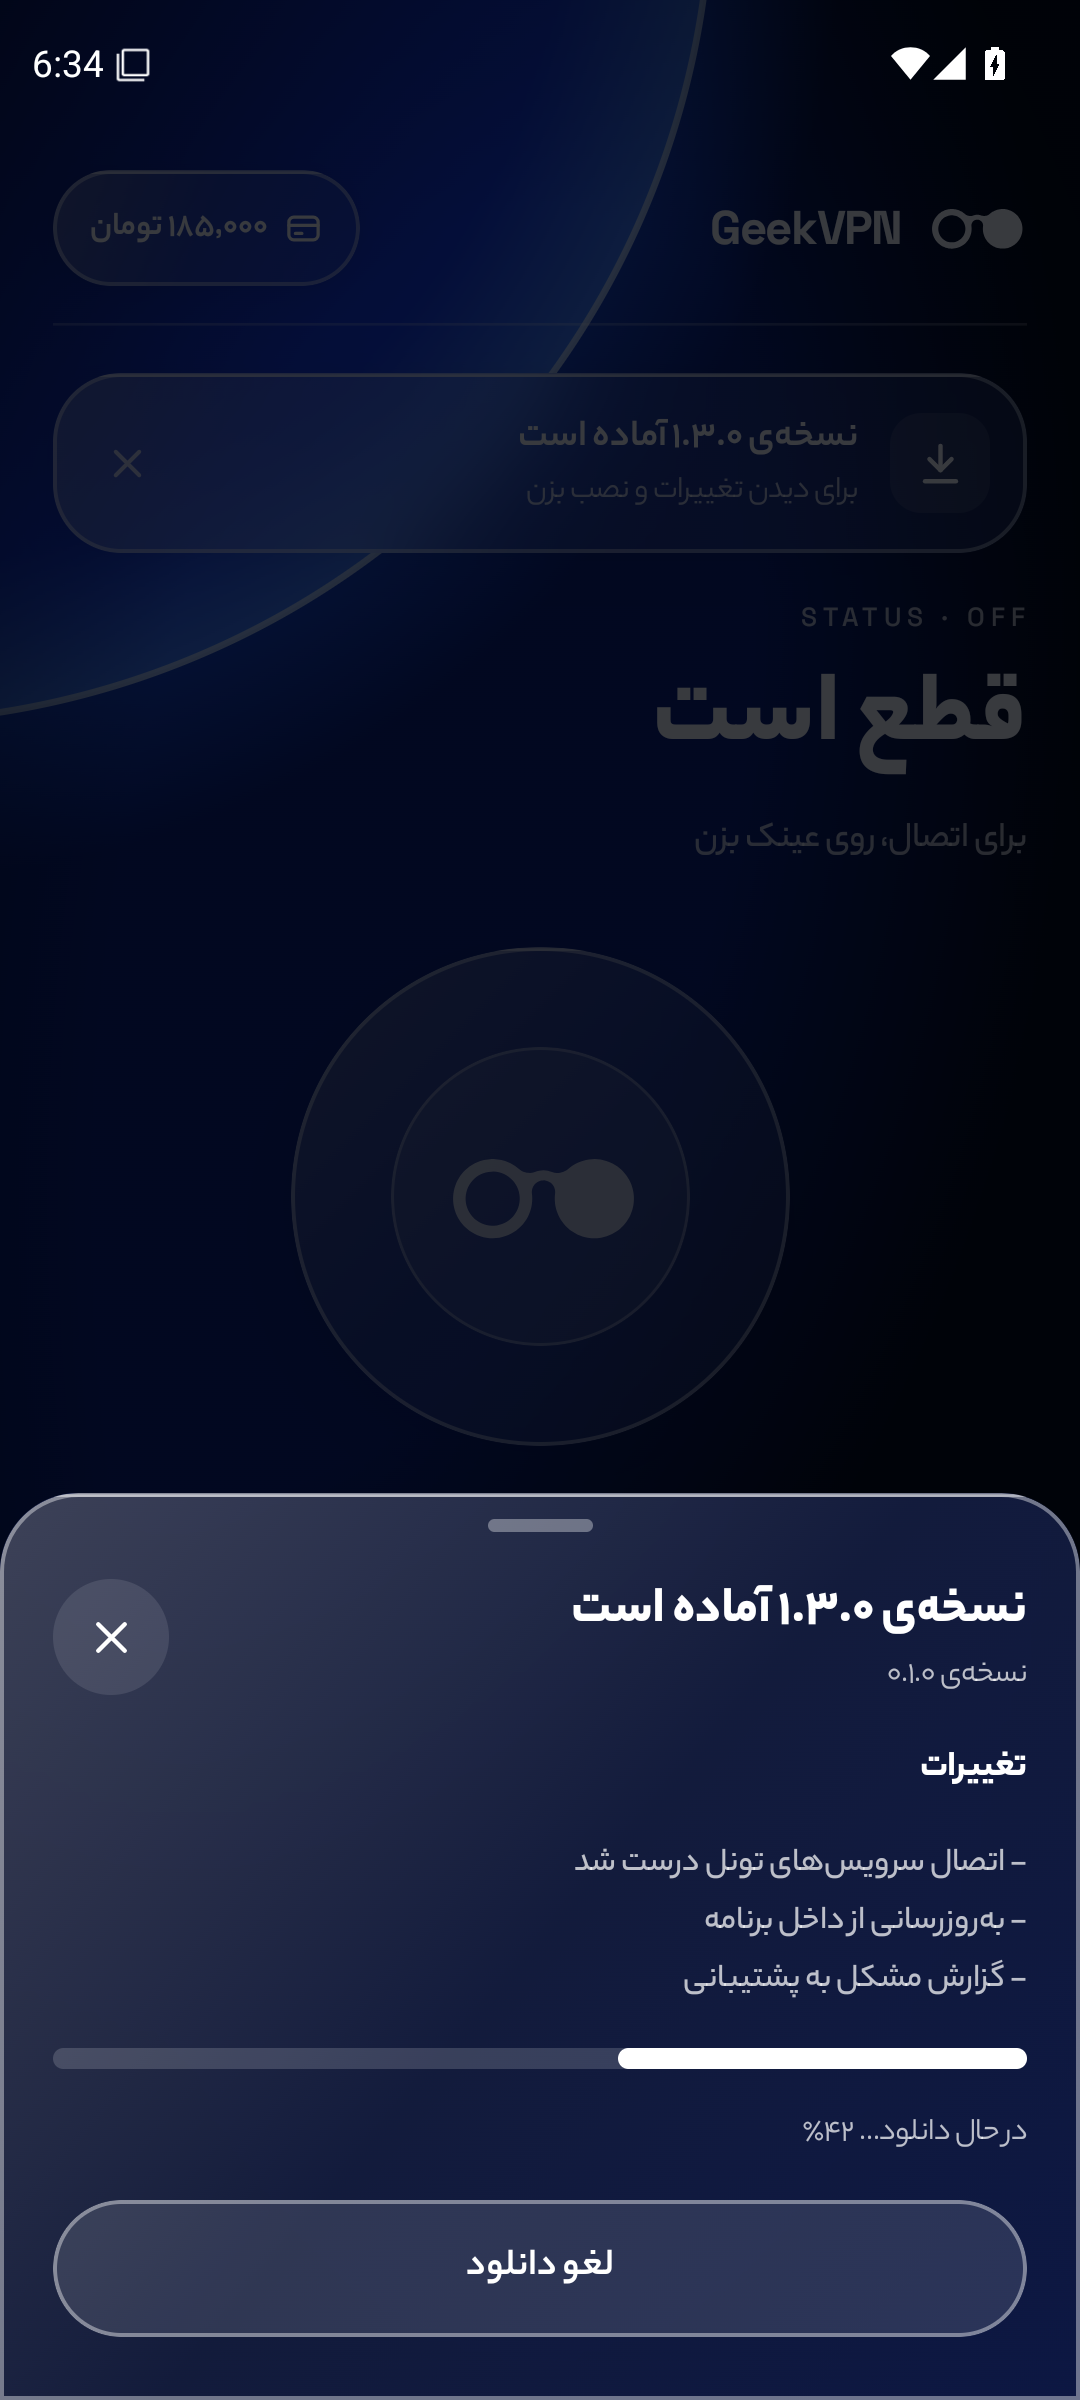 6:34
GeekVPN
۱۸۵,۰۰۰ تومان
نسخه‌ی ۱.۳.۰ آماده است
برای دیدن تغییرات و نصب بزن
STATUS · OFF
قطع است
برای اتصال، روی عینک بزن
نسخه‌ی ۱.۳.۰ آماده است
نسخه‌ی ۰.۱.۰
تغییرات
- اتصال سرویس‌های تونل درست شد
- به‌روزرسانی از داخل برنامه
- گزارش مشکل به پشتیبانی
در حال دانلود... ۴۲%
لغو دانلود